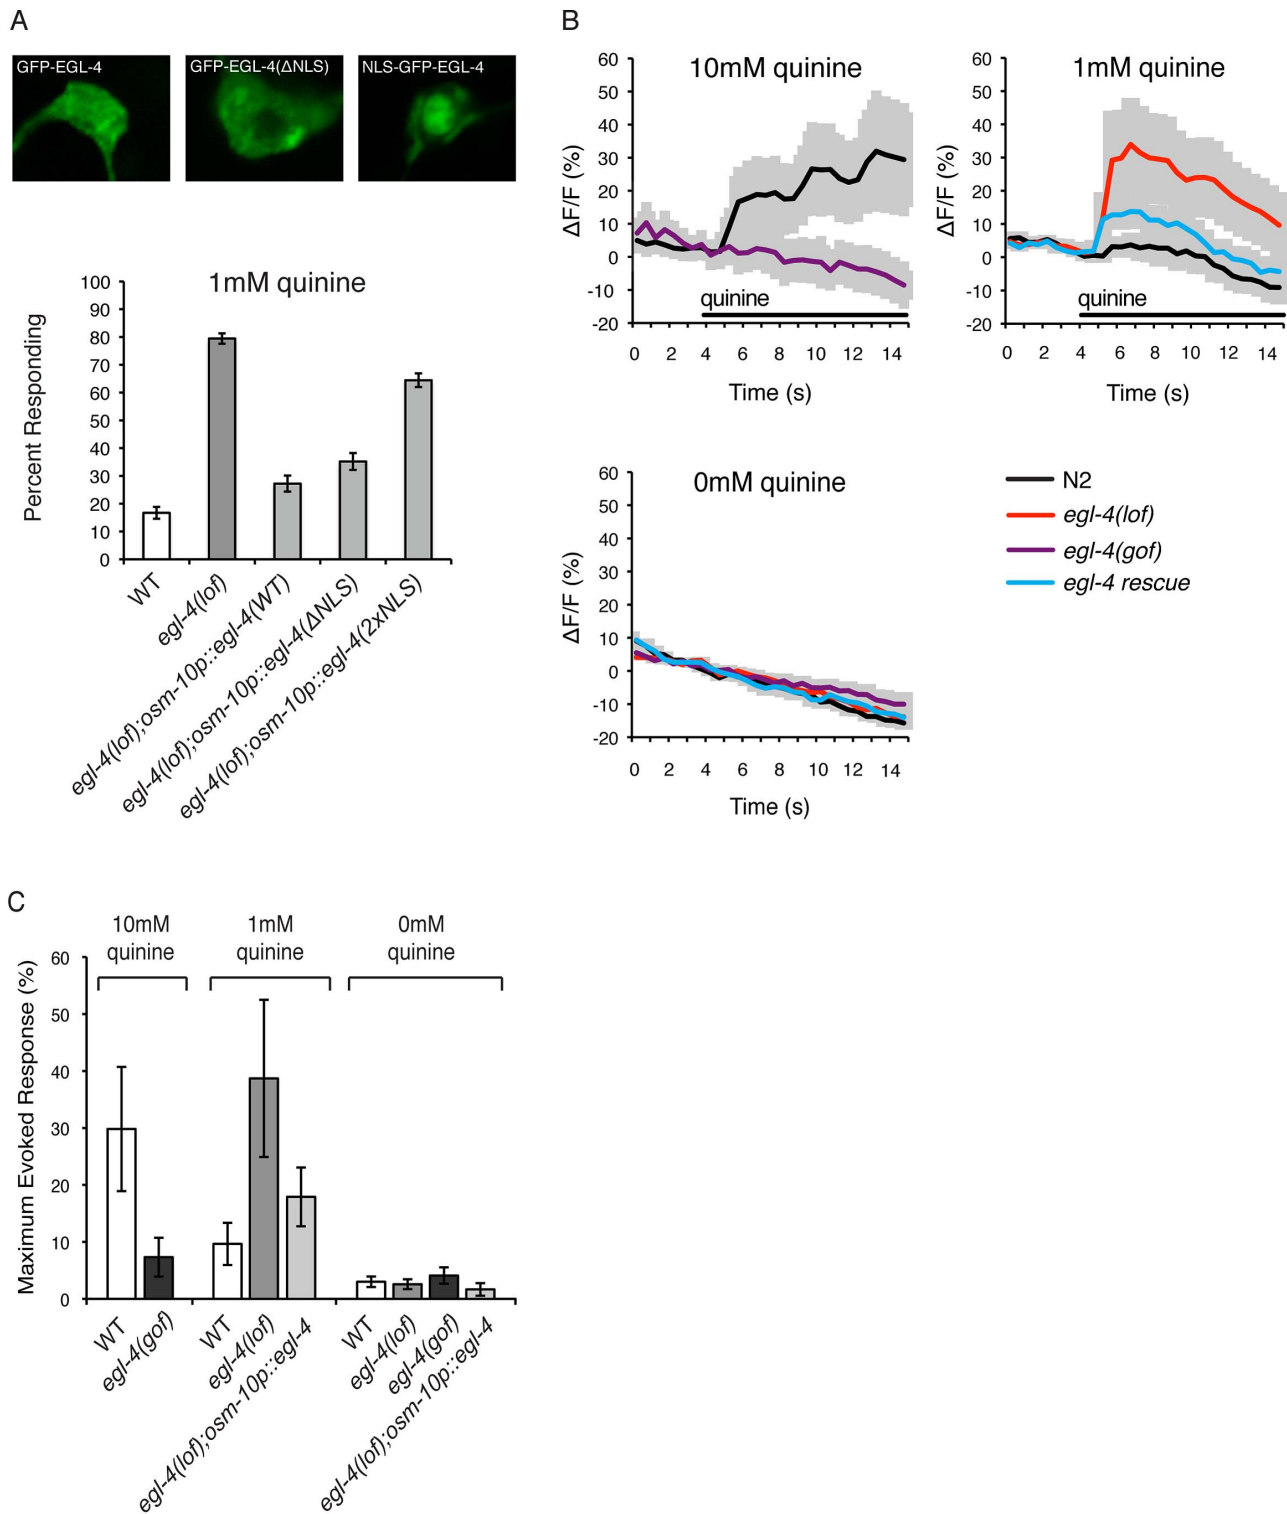 A
GFP-EGL-4
GFP-EGL-4(ΔNLS)
NLS-GFP-EGL-4
1mM quinine
Percent Responding
100
90
80
70
60
50
40
30
20
10
0
WT
egl-4(lof)
egl-4(lof);osm-10p::egl-4(WT)
egl-4(lof);osm-10p::egl-4(ΔNLS)
egl-4(lof);osm-10p::egl-4(2xNLS)
B
10mM quinine
ΔF/F (%)
60
50
40
30
20
10
0
-10
-20
quinine
0 2 4 6 8 10 12 14
Time (s)
1mM quinine
ΔF/F (%)
60
50
40
30
20
10
0
-10
-20
quinine
0 2 4 6 8 10 12 14
Time (s)
0mM quinine
ΔF/F (%)
60
50
40
30
20
10
0
-10
-20
0 2 4 6 8 10 12 14
Time (s)
N2
egl-4(lof)
egl-4(gof)
egl-4 rescue
C
10mM
quinine
1mM
quinine
0mM
quinine
Maximum Evoked Response (%)
60
50
40
30
20
10
0
WT
egl-4(gof)
WT
egl-4(lof)
egl-4(lof);osm-10p::egl-4
WT
egl-4(lof)
egl-4(gof)
egl-4(lof);osm-10p::egl-4